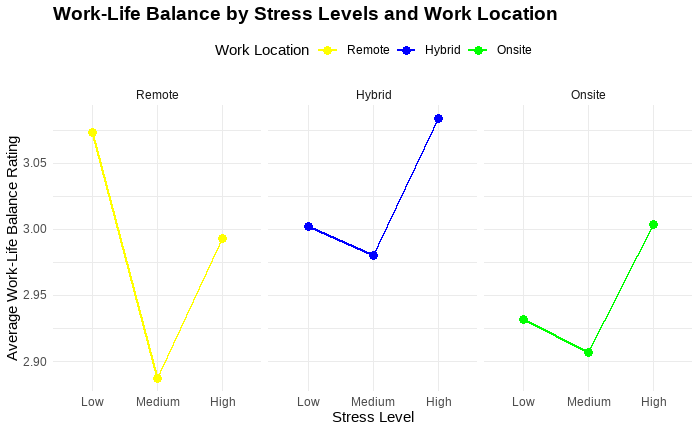 Work-Life Balance by Stress Levels and Work Location
Work Location Remote Hybrid Onsite
Remote Hybrid Onsite
Average Work-Life Balance Rating
3.05
3.00
2.95
2.90
Low Medium High Low Medium High Low Medium High
Stress Level